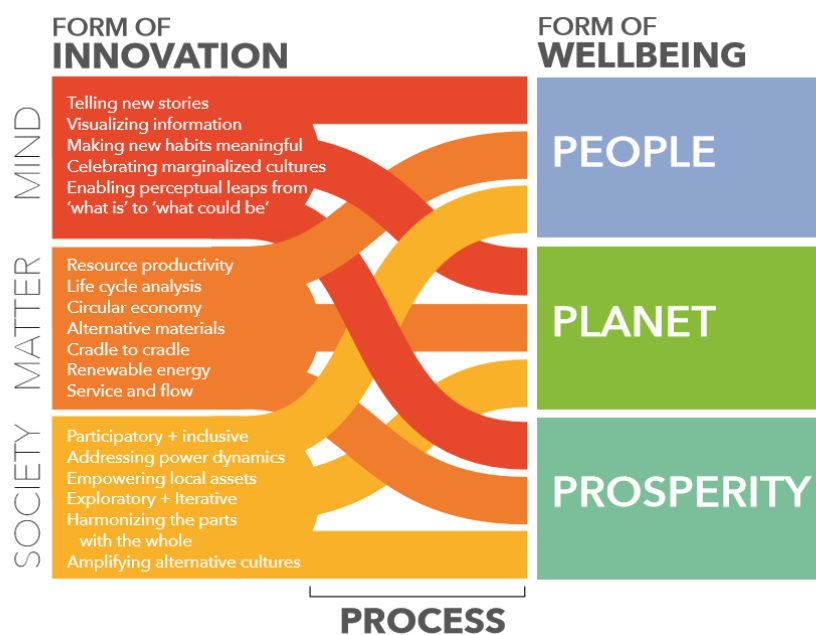 FORM OF
INNOVATION
FORM OF
WELLBEING
MIND
Telling new stories
Visualizing information
Making new habits meaningful
Celebrating marginalized cultures
Enabling perceptual leaps from
‘what is’ to ‘what could be’
PEOPLE
MATTER
Resource productivity
Life cycle analysis
Circular economy
Alternative materials
Cradle to cradle
Renewable energy
Service and flow
PLANET
SOCIETY
Participatory + inclusive
Addressing power dynamics
Empowering local assets
Exploratory + Iterative
Harmonizing the parts
with the whole
Amplifying alternative cultures
PROSPERITY
PROCESS